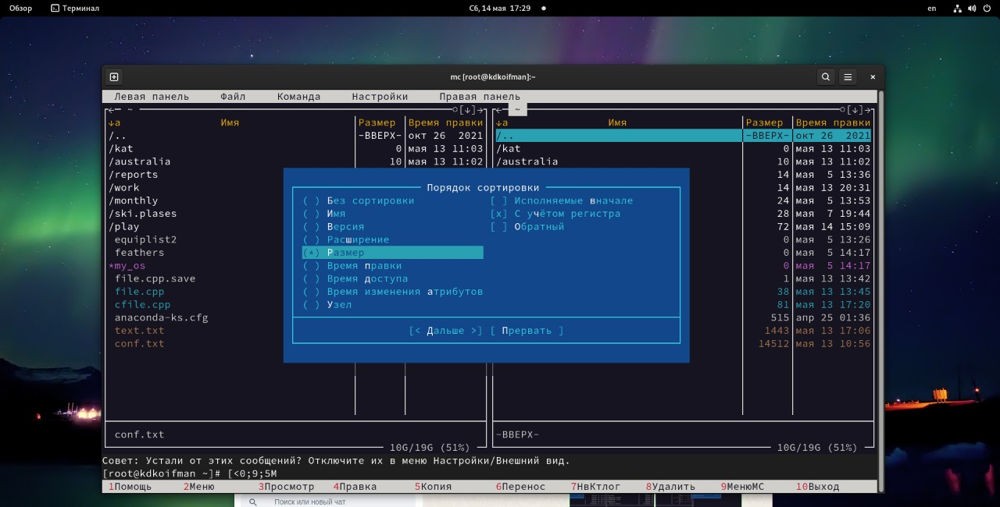 Обзор Терминал Сб, 14 мая 17:29 en
mc [root@kdkoifman]:~
Левая панель Файл Команда Настройки Правая панель
←─ ~ ───o[↓]→ ←─ ~ ───o[↓]→
↓а Имя Размер Время правки ↓а Имя Размер Время правки
/.. -ВВЕРХ- окт 26 2021 /.. -ВВЕРХ- окт 26 2021
/kat 0 мая 13 11:03 /kat 0 мая 13 11:03
/australia 10 мая 13 11:02 /australia 10 мая 13 11:02
/reports 14 мая 5 13:36
/work Порядок сортировки 14 мая 13 20:31
/monthly ( ) Без сортировки [ ] Исполняемые вначале 24 мая 5 13:53
/ski.plases ( ) Имя [x] С учётом регистра 28 мая 7 19:44
/play ( ) Версия [ ] Обратный 72 мая 14 15:09
equiplist2 ( ) Расширение 0 мая 5 13:26
feathers (*) Размер 0 мая 5 14:17
*my_os ( ) Время правки 0 мая 5 14:17
file.cpp.save ( ) Время доступа 1 мая 13 13:42
file.cpp ( ) Время изменения атрибутов 38 мая 13 13:45
cfile.cpp ( ) Узел 81 мая 13 17:20
anaconda-ks.cfg 515 апр 25 01:36
text.txt [< Дальше >] [ Прервать ] 1443 мая 13 17:06
conf.txt 14512 мая 13 10:56
conf.txt -ВВЕРХ-
10G/19G (51%) 10G/19G (51%)
Совет: Устали от этих сообщений? Отключите их в меню Настройки/Внешний вид.
[root@kdkoifman ~]# [<0;9;5M
1Помощь 2Меню 3Просмотр 4Правка 5Копия 6Перенос 7НвКтлог 8Удалить 9МенюMC 10Выход
Поиск или новый чат